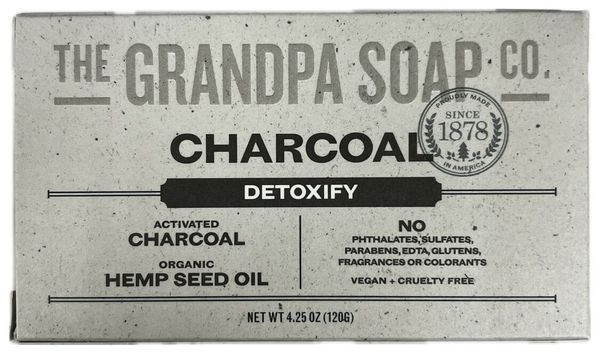 THE GRANDPA SOAP CO.
PROUDLY MADE
SINCE
1878
IN AMERICA
CHARCOAL
DETOXIFY
ACTIVATED
CHARCOAL
ORGANIC
HEMP SEED OIL
NO
PHTHALATES, SULFATES,
PARABENS, EDTA, GLUTENS,
FRAGRANCES OR COLORANTS
VEGAN + CRUELTY FREE
NET WT 4.25 OZ (120G)